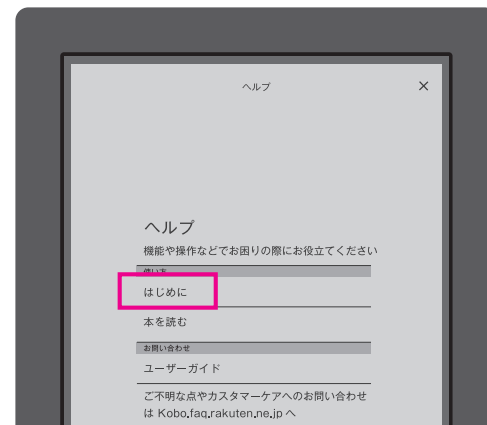 ヘルプ ×
ヘルプ
機能や操作などでお困りの際にお役立てください
使い方
はじめに
本を読む
お問い合わせ
ユーザーガイド
ご不明な点やカスタマーケアへのお問い合わせ
は Kobo.faq.rakuten.ne.jp へ